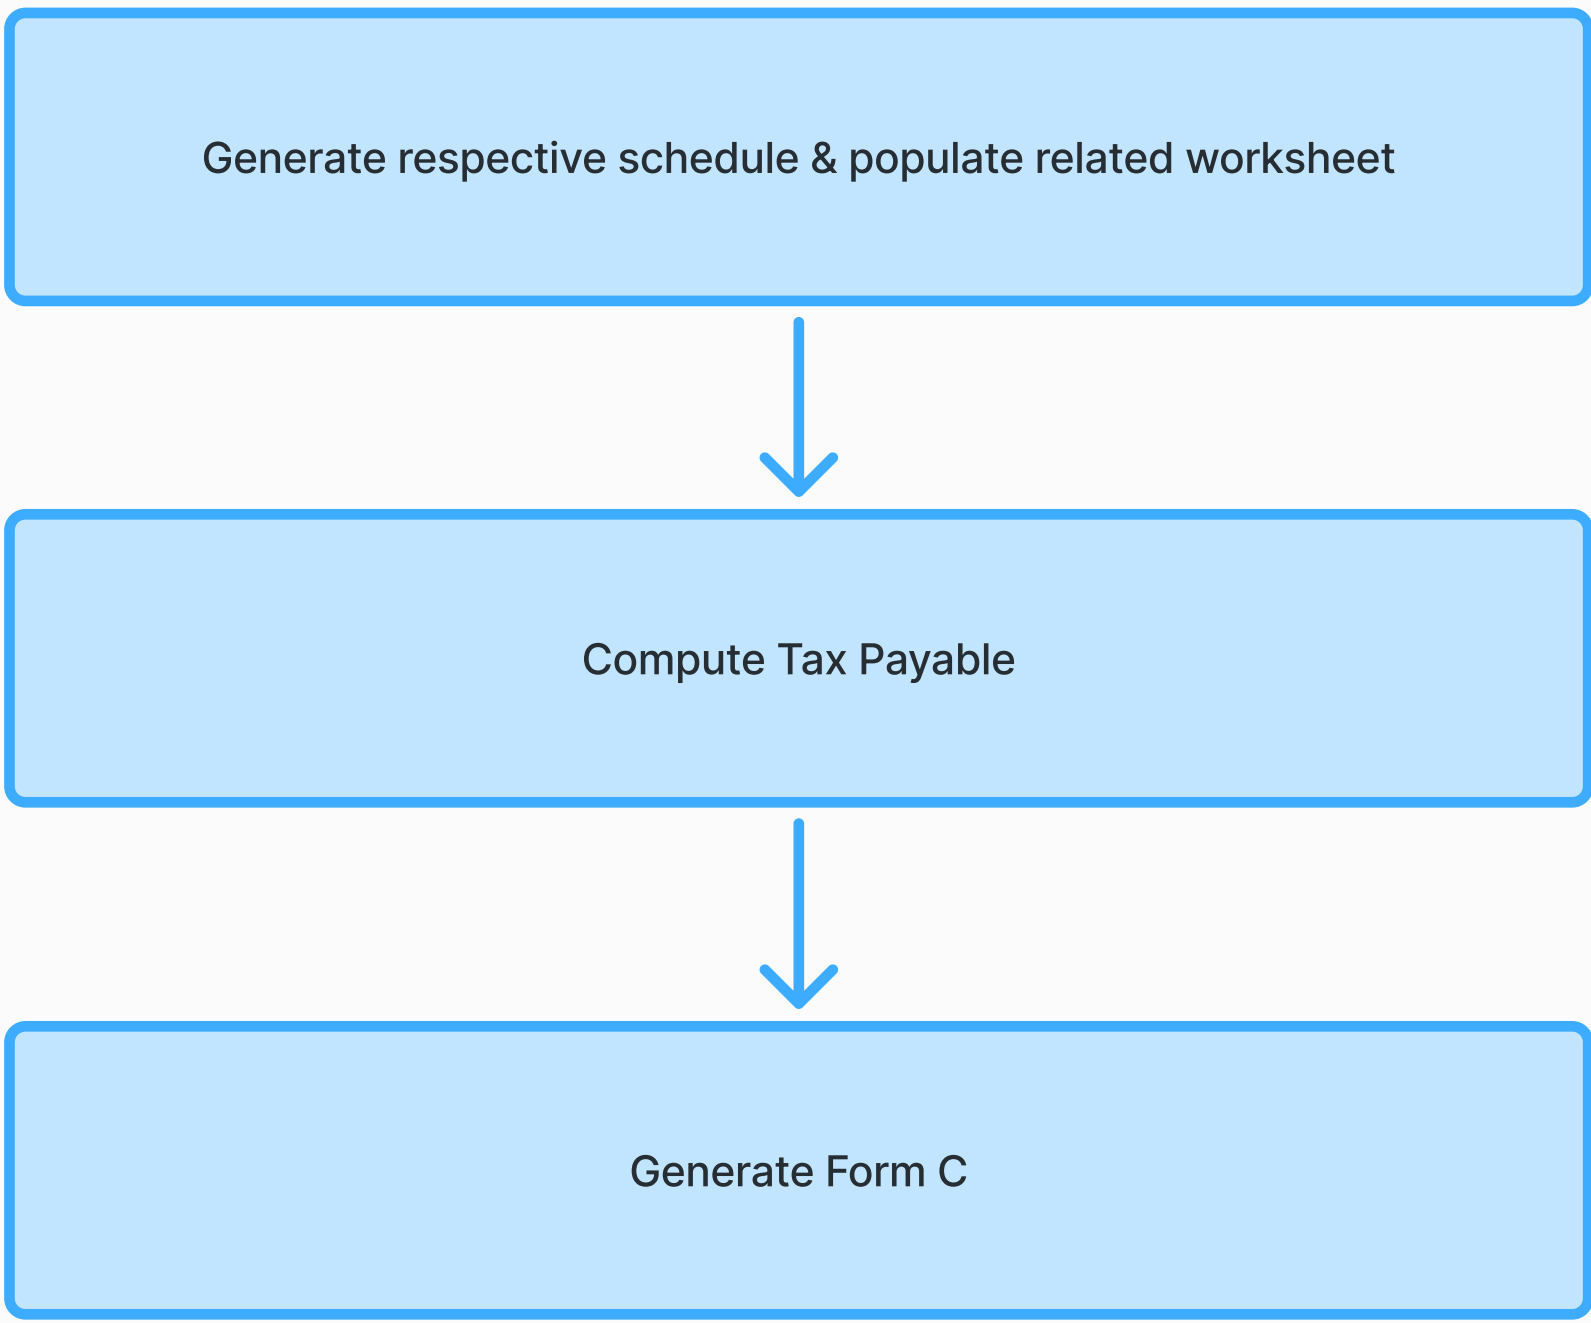 Generate respective schedule & populate related worksheet
Compute Tax Payable
Generate Form C